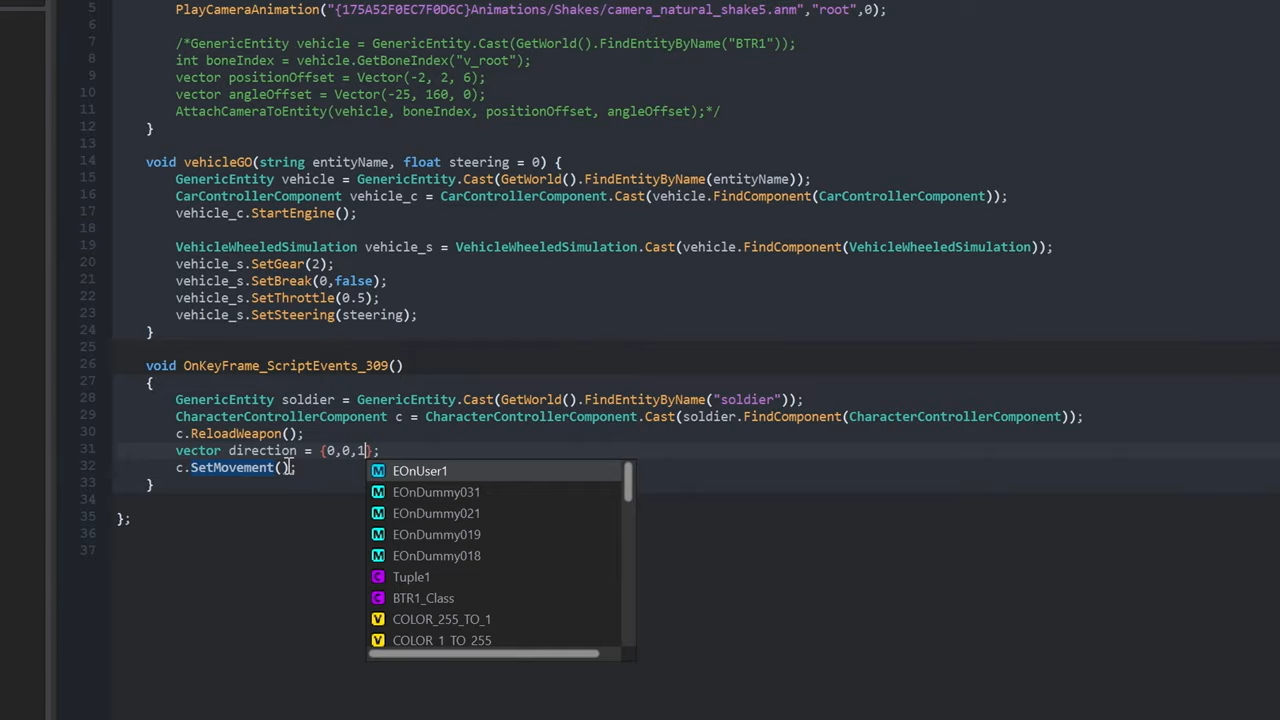 5 PlayCameraAnimation("{175A52F0EC7F0D6C}Animations/Shakes/camera_natural_shake5.anm","root",0);
6
7 /*GenericEntity vehicle = GenericEntity.Cast(GetWorld().FindEntityByName("BTR1"));
8 int boneIndex = vehicle.GetBoneIndex("v_root");
9 vector positionOffset = Vector(-2, 2, 6);
10 vector angleOffset = Vector(-25, 160, 0);
11 AttachCameraToEntity(vehicle, boneIndex, positionOffset, angleOffset);*/
12 }
13
14 void vehicleGO(string entityName, float steering = 0) {
15 GenericEntity vehicle = GenericEntity.Cast(GetWorld().FindEntityByName(entityName));
16 CarControllerComponent vehicle_c = CarControllerComponent.Cast(vehicle.FindComponent(CarControllerComponent));
17 vehicle_c.StartEngine();
18
19 VehicleWheeledSimulation vehicle_s = VehicleWheeledSimulation.Cast(vehicle.FindComponent(VehicleWheeledSimulation));
20 vehicle_s.SetGear(2);
21 vehicle_s.SetBreak(0,false);
22 vehicle_s.SetThrottle(0.5);
23 vehicle_s.SetSteering(steering);
24 }
25
26 void OnKeyFrame_ScriptEvents_309()
27 {
28 GenericEntity soldier = GenericEntity.Cast(GetWorld().FindEntityByName("soldier"));
29 CharacterControllerComponent c = CharacterControllerComponent.Cast(soldier.FindComponent(CharacterControllerComponent));
30 c.ReloadWeapon();
31 vector direction = {0,0,1};
32 c.SetMovement();
33 }
34
35 };
36
37
EOnUser1
EOnDummy031
EOnDummy021
EOnDummy019
EOnDummy018
Tuple1
BTR1_Class
COLOR_255_TO_1
COLOR_1_TO_255